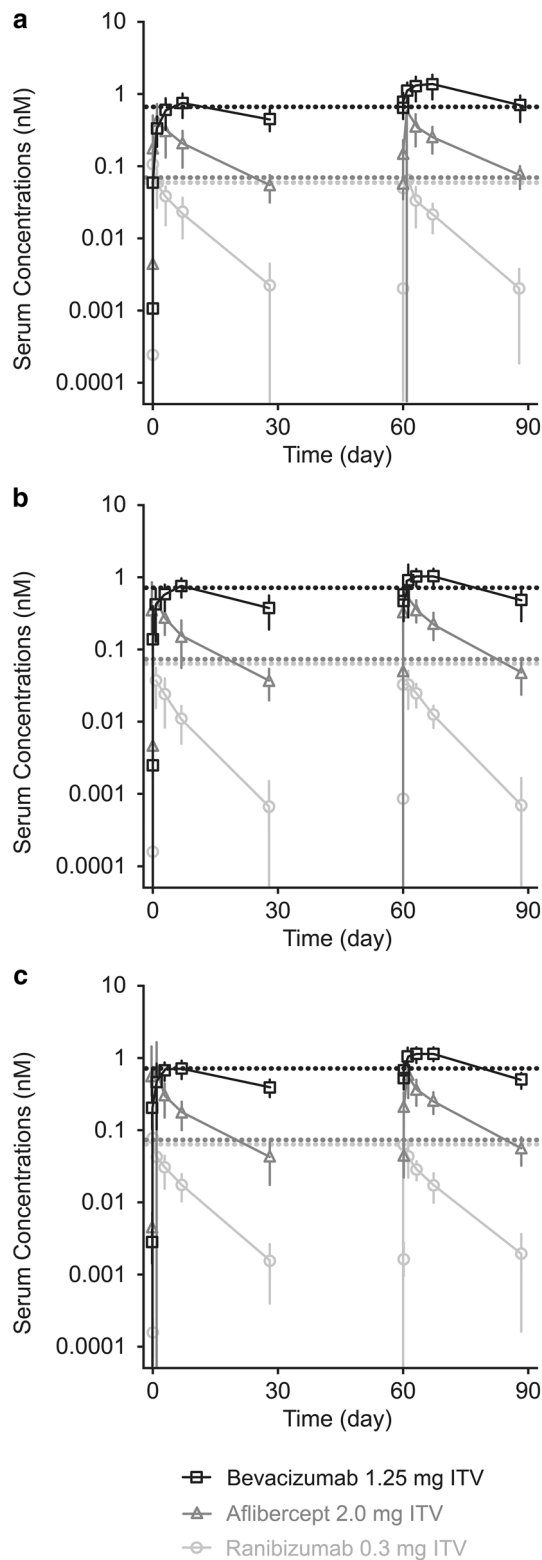 a
10
1
0.1
0.01
0.001
0.0001
Serum Concentrations (nM)
0 30 60 90
Time (day)
b
10
1
0.1
0.01
0.001
0.0001
Serum Concentrations (nM)
0 30 60 90
Time (day)
c
10
1
0.1
0.01
0.001
0.0001
Serum Concentrations (nM)
0 30 60 90
Time (day)
Bevacizumab 1.25 mg ITV
Aflibercept 2.0 mg ITV
Ranibizumab 0.3 mg ITV